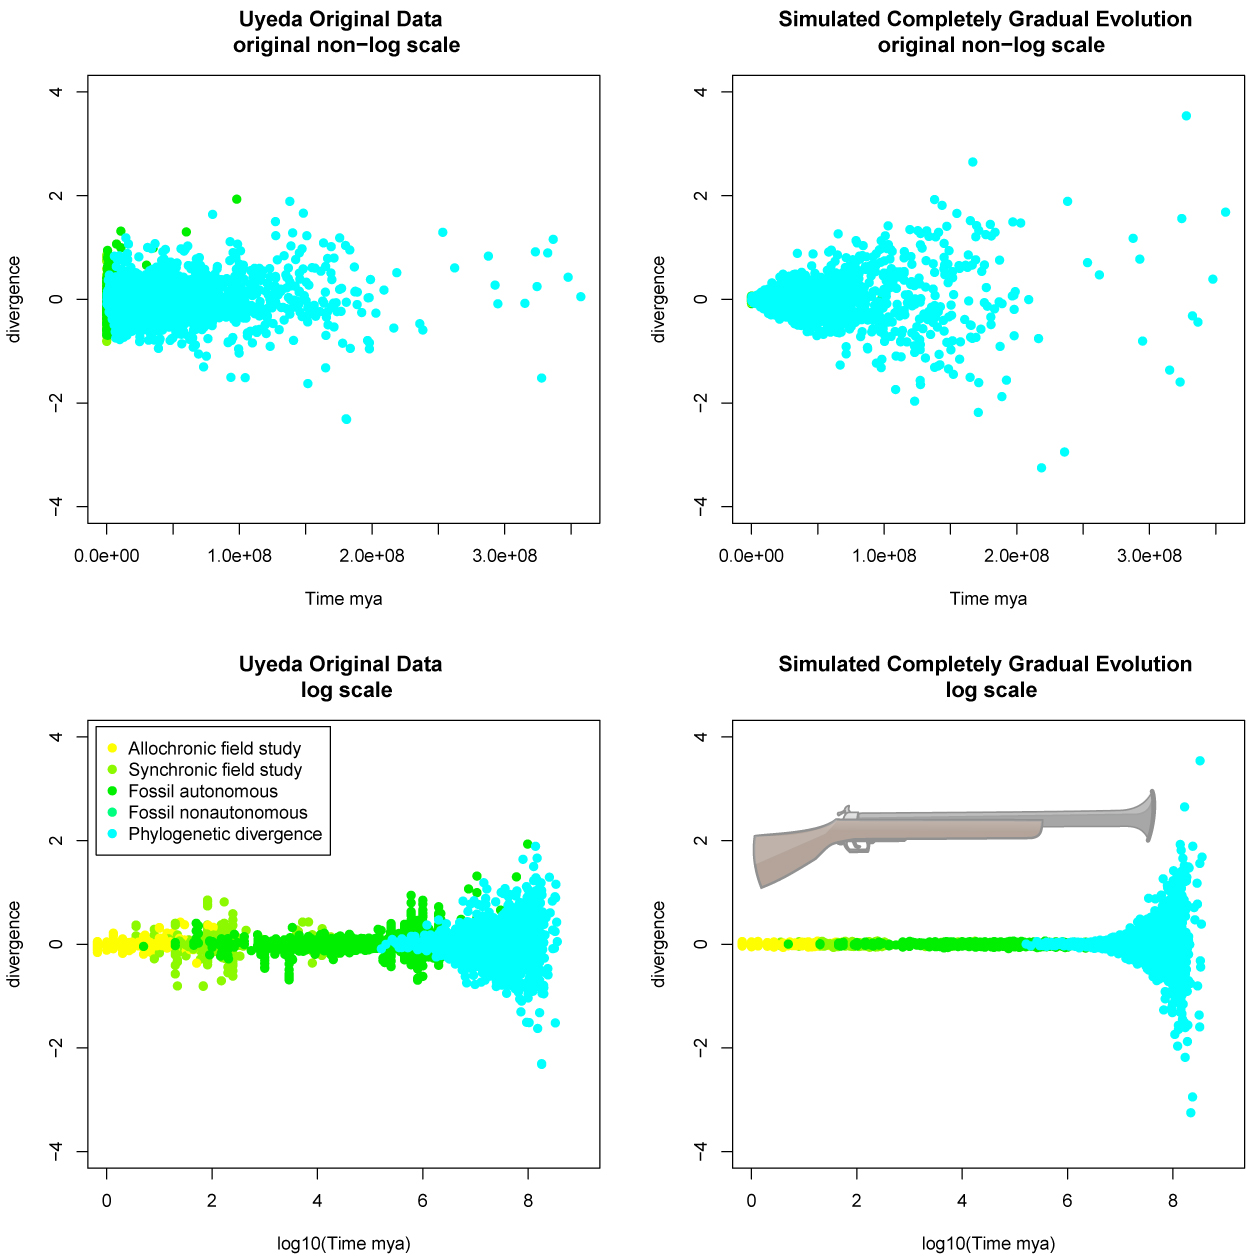 Uyeda Original Data
original non−log scale
4
2
0
−2
−4
divergence
0.0e+00
1.0e+08
2.0e+08
3.0e+08
Time mya
Simulated Completely Gradual Evolution
original non−log scale
4
2
0
−2
−4
divergence
0.0e+00
1.0e+08
2.0e+08
3.0e+08
Time mya
Uyeda Original Data
log scale
Allochronic field study
Synchronic field study
Fossil autonomous
Fossil nonautonomous
Phylogenetic divergence
4
2
0
−2
−4
divergence
0
2
4
6
8
log10(Time mya)
Simulated Completely Gradual Evolution
log scale
4
2
0
−2
−4
divergence
0
2
4
6
8
log10(Time mya)